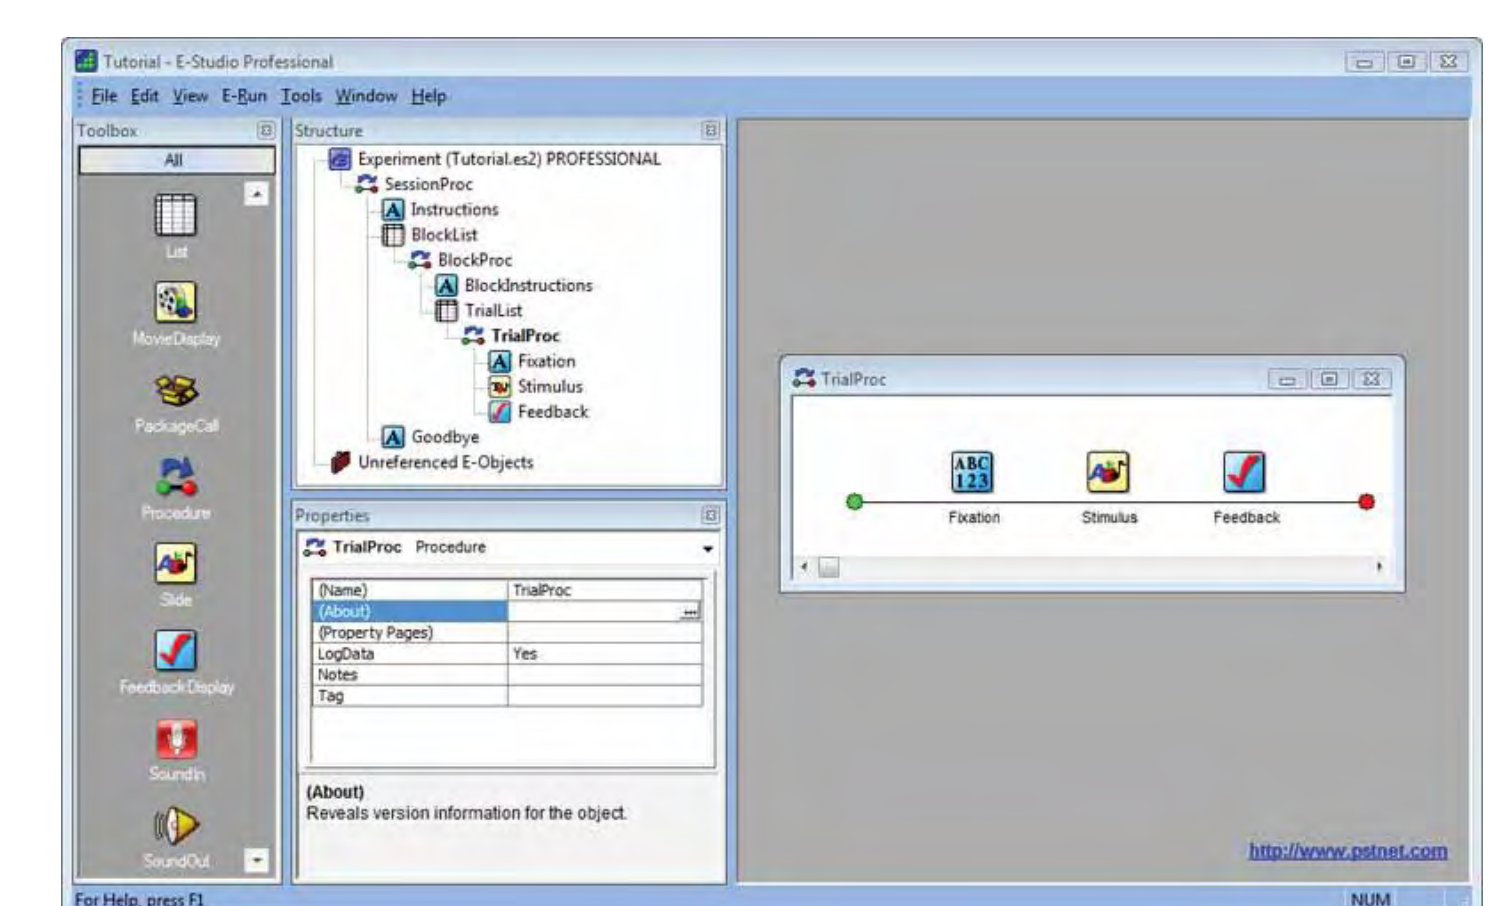 Tutorial - E-Studio Professional
File Edit View E-Run Tools Window Help
Toolbox
All
List
MovieDisplay
PackageCall
Procedure
Slide
FeedbackDisplay
SoundIn
SoundOut
Structure
Experiment (Tutorial.es2) PROFESSIONAL
SessionProc
Instructions
BlockList
BlockProc
BlockInstructions
TrialList
TrialProc
Fixation
Stimulus
Feedback
Goodbye
Unreferenced E-Objects
Properties
TrialProc Procedure
(Name) TrialProc
(About) ...
(Property Pages)
LogData Yes
Notes
Tag
(About)
Reveals version information for the object.
TrialProc
ABC
123
Fixation Stimulus Feedback
http://www.pstnet.com
For Help, press F1
NUM